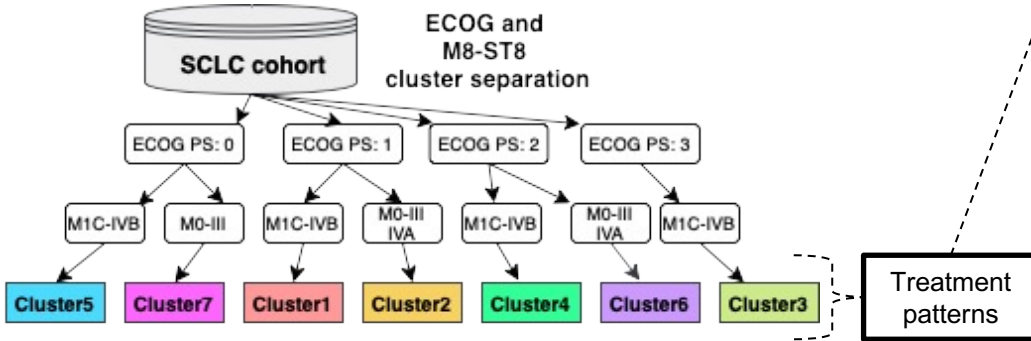 SCLC cohort
ECOG and
M8-ST8
cluster separation
ECOG PS: 0
ECOG PS: 1
ECOG PS: 2
ECOG PS: 3
M1C-IVB
M0-III
M1C-IVB
M0-III
IVA
M1C-IVB
M0-III
IVA
M1C-IVB
Cluster5
Cluster7
Cluster1
Cluster2
Cluster4
Cluster6
Cluster3
Treatment
patterns